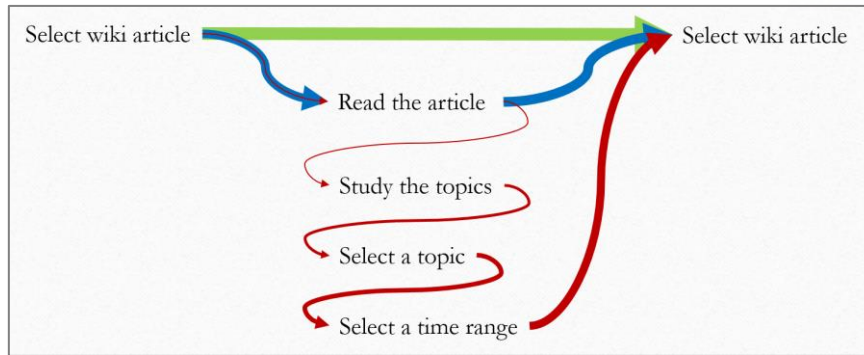 Select wiki article
Select wiki article
Read the article
Study the topics
Select a topic
Select a time range